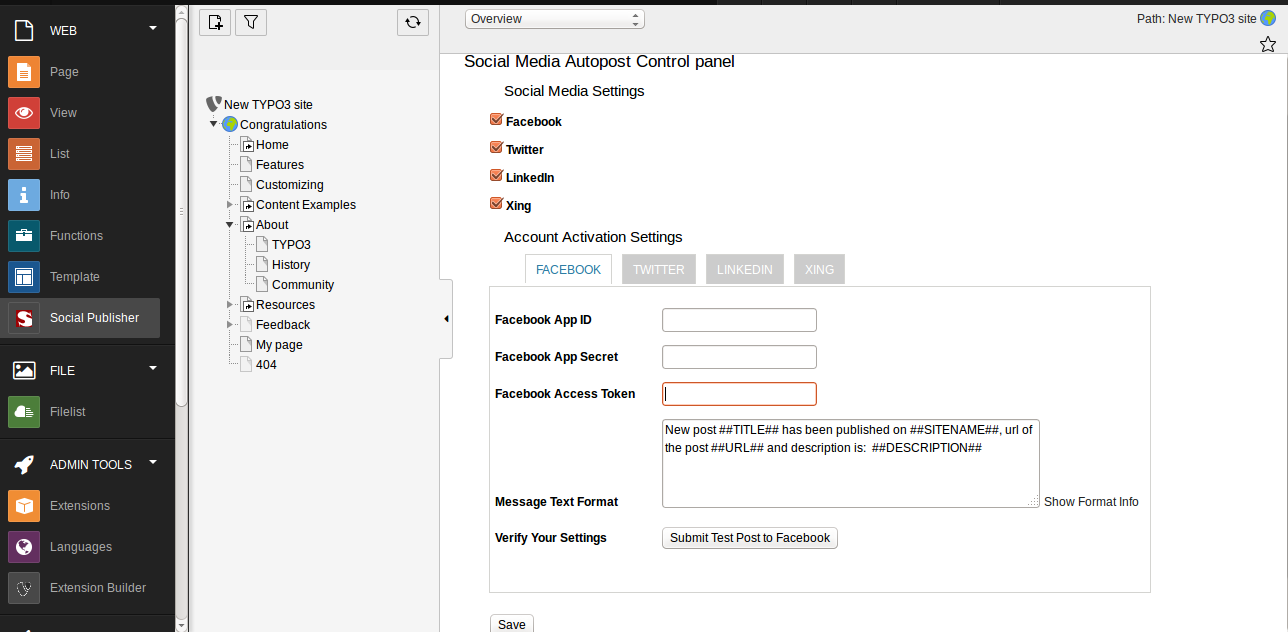 WEB
Page
View
List
Info
Functions
Template
Social Publisher
FILE
Filelist
ADMIN TOOLS
Extensions
Languages
Extension Builder
New TYPO3 site
Congratulations
Home
Features
Customizing
Content Examples
About
TYPO3
History
Community
Resources
Feedback
My page
404
Overview
Path: New TYPO3 site
Social Media Autopost Control panel
Social Media Settings
Facebook
Twitter
LinkedIn
Xing
Account Activation Settings
FACEBOOK TWITTER LINKEDIN XING
Facebook App ID
Facebook App Secret
Facebook Access Token
New post ##TITLE## has been published on ##SITENAME##, url of
the post ##URL## and description is:  ##DESCRIPTION##
Message Text Format Show Format Info
Verify Your Settings Submit Test Post to Facebook
Save